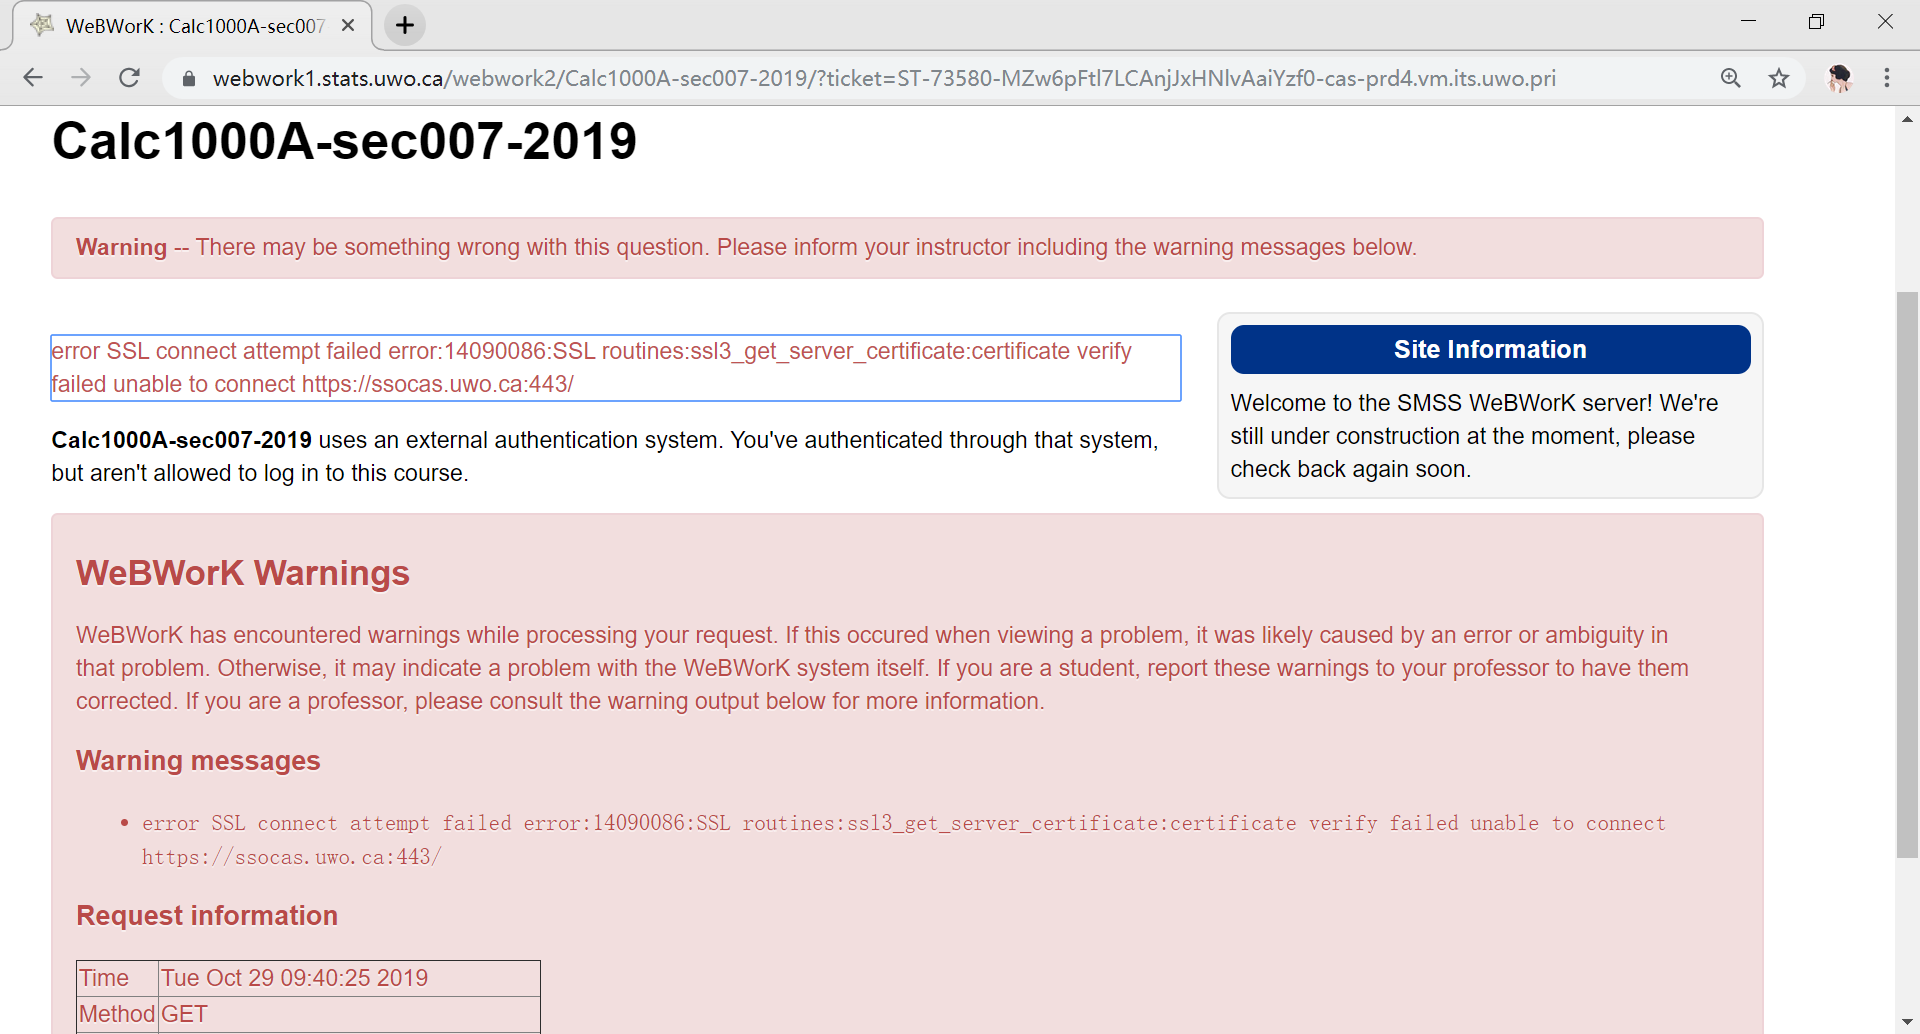 WeBWorK : Calc1000A-sec007
webwork1.stats.uwo.ca/webwork2/Calc1000A-sec007-2019/?ticket=ST-73580-MZw6pFtl7LCAnjJxHNlvAaiYzf0-cas-prd4.vm.its.uwo.pri
Calc1000A-sec007-2019
Warning -- There may be something wrong with this question. Please inform your instructor including the warning messages below.
error SSL connect attempt failed error:14090086:SSL routines:ssl3_get_server_certificate:certificate verify
failed unable to connect https://ssocas.uwo.ca:443/
Calc1000A-sec007-2019 uses an external authentication system. You've authenticated through that system,
but aren't allowed to log in to this course.
Site Information
Welcome to the SMSS WeBWorK server! We're
still under construction at the moment, please
check back again soon.
WeBWorK Warnings
WeBWorK has encountered warnings while processing your request. If this occured when viewing a problem, it was likely caused by an error or ambiguity in
that problem. Otherwise, it may indicate a problem with the WeBWorK system itself. If you are a student, report these warnings to your professor to have them
corrected. If you are a professor, please consult the warning output below for more information.
Warning messages
• error SSL connect attempt failed error:14090086:SSL routines:ssl3_get_server_certificate:certificate verify failed unable to connect
https://ssocas.uwo.ca:443/
Request information
Time Tue Oct 29 09:40:25 2019
Method GET